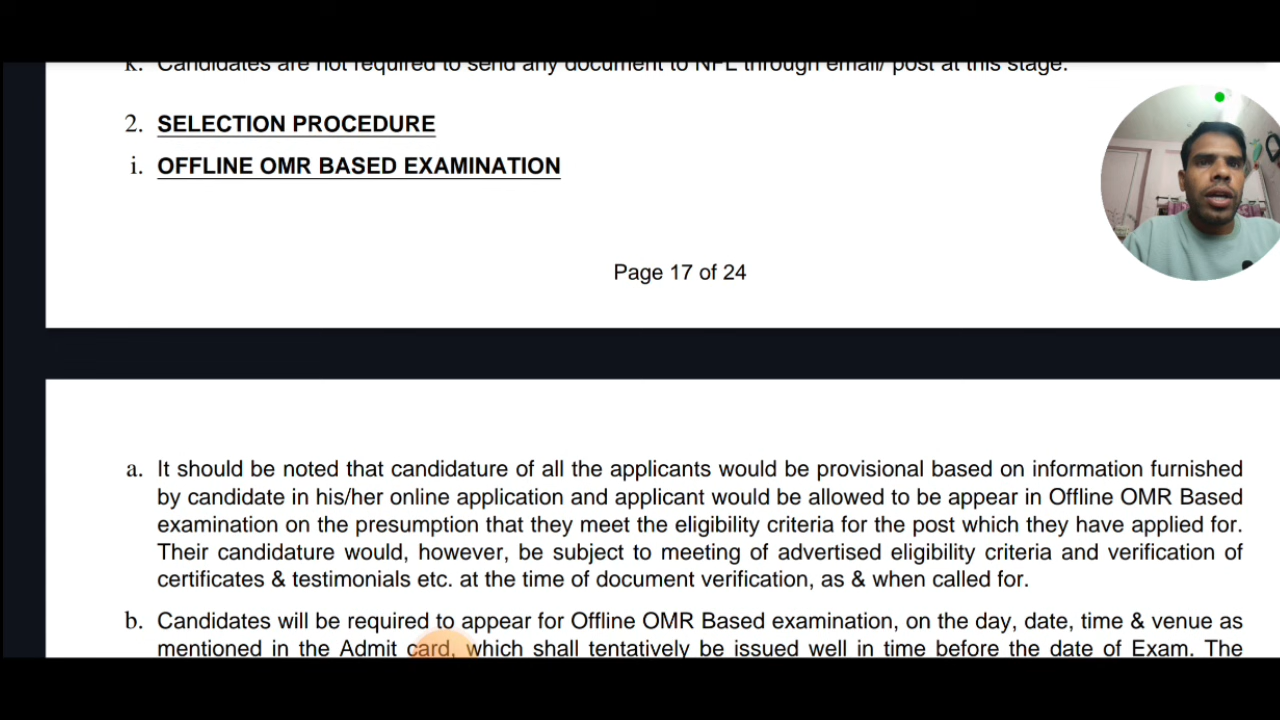 k. Candidates are not required to send any document to NFL through email/ post at this stage.
2. SELECTION PROCEDURE
i. OFFLINE OMR BASED EXAMINATION
Page 17 of 24
a. It should be noted that candidature of all the applicants would be provisional based on information furnished
by candidate in his/her online application and applicant would be allowed to be appear in Offline OMR Based
examination on the presumption that they meet the eligibility criteria for the post which they have applied for.
Their candidature would, however, be subject to meeting of advertised eligibility criteria and verification of
certificates & testimonials etc. at the time of document verification, as & when called for.
b. Candidates will be required to appear for Offline OMR Based examination, on the day, date, time & venue as
mentioned in the Admit card, which shall tentatively be issued well in time before the date of Exam. The